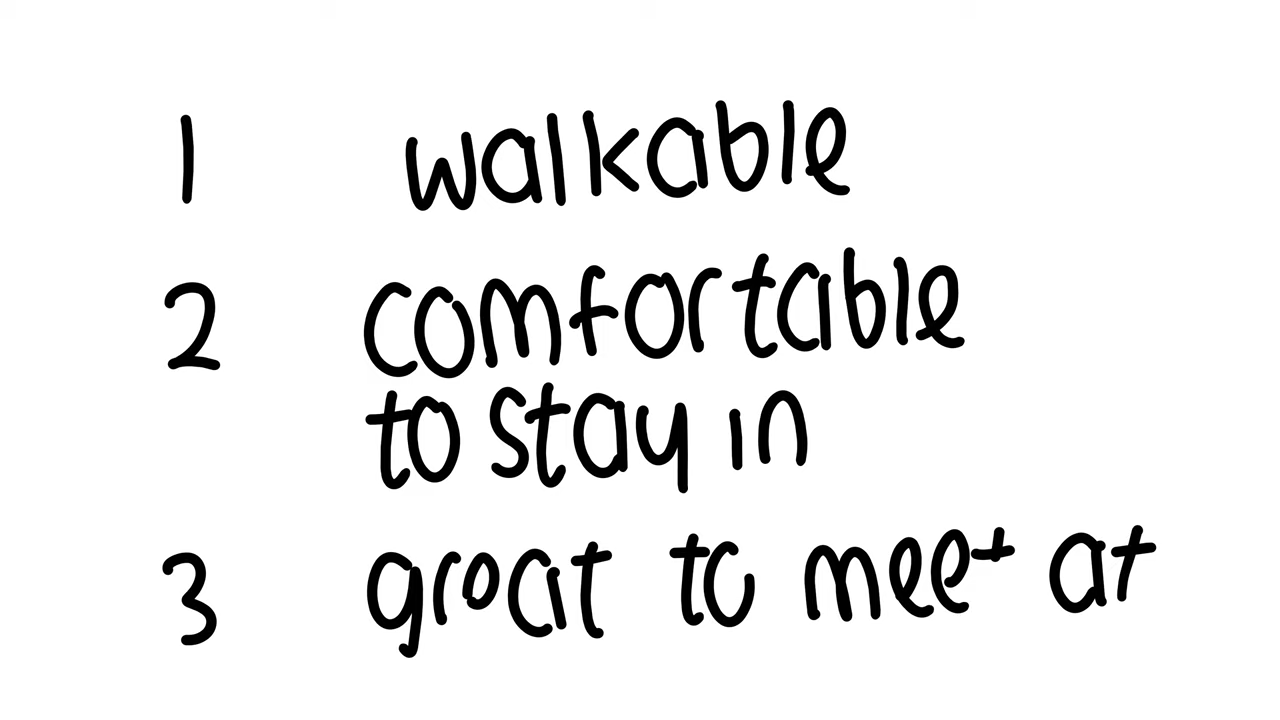 1 walkable
2 comfortable
to stay in
3 great to meet at